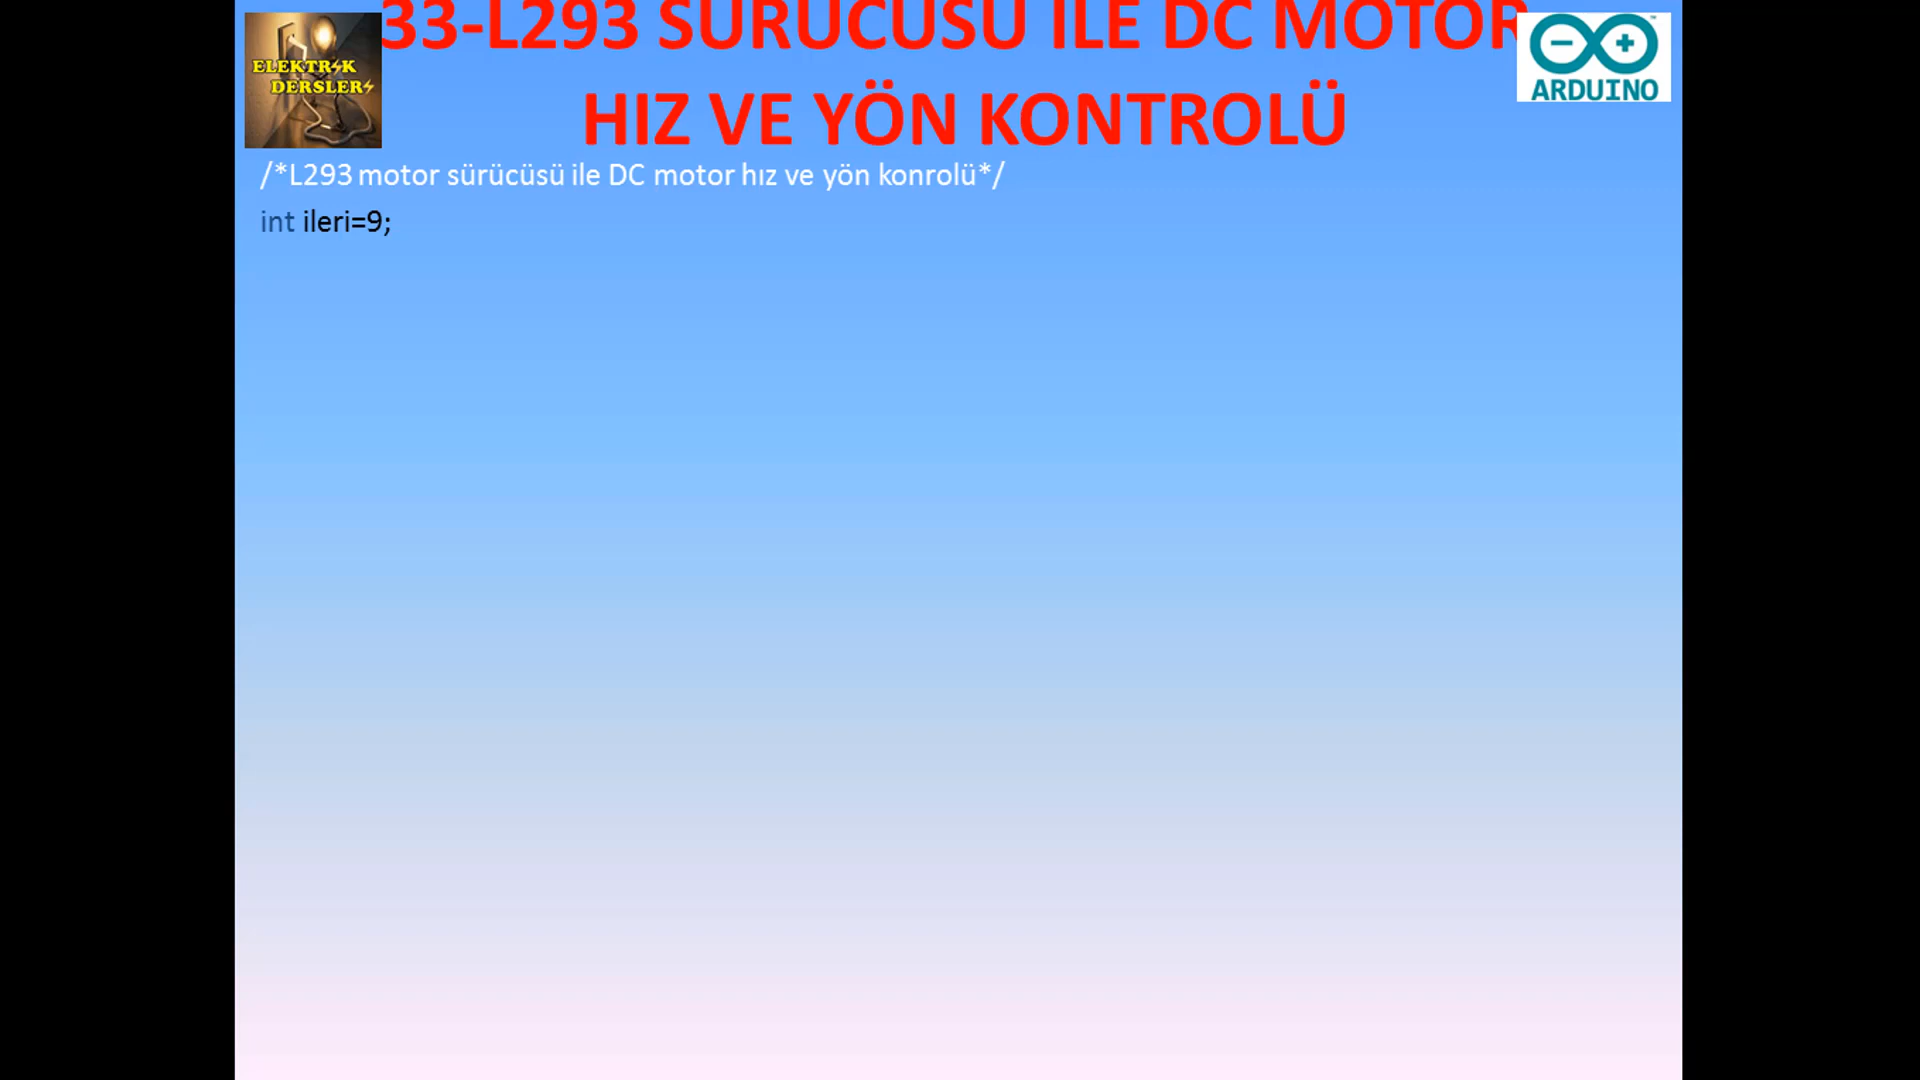 33-L293 SÜRÜCÜSÜ İLE DC MOTOR
HIZ VE YÖN KONTROLÜ
ELEKTRİK
DERSLERİ
ARDUINO
/*L293 motor sürücüsü ile DC motor hız ve yön konrolü*/
int ileri=9;